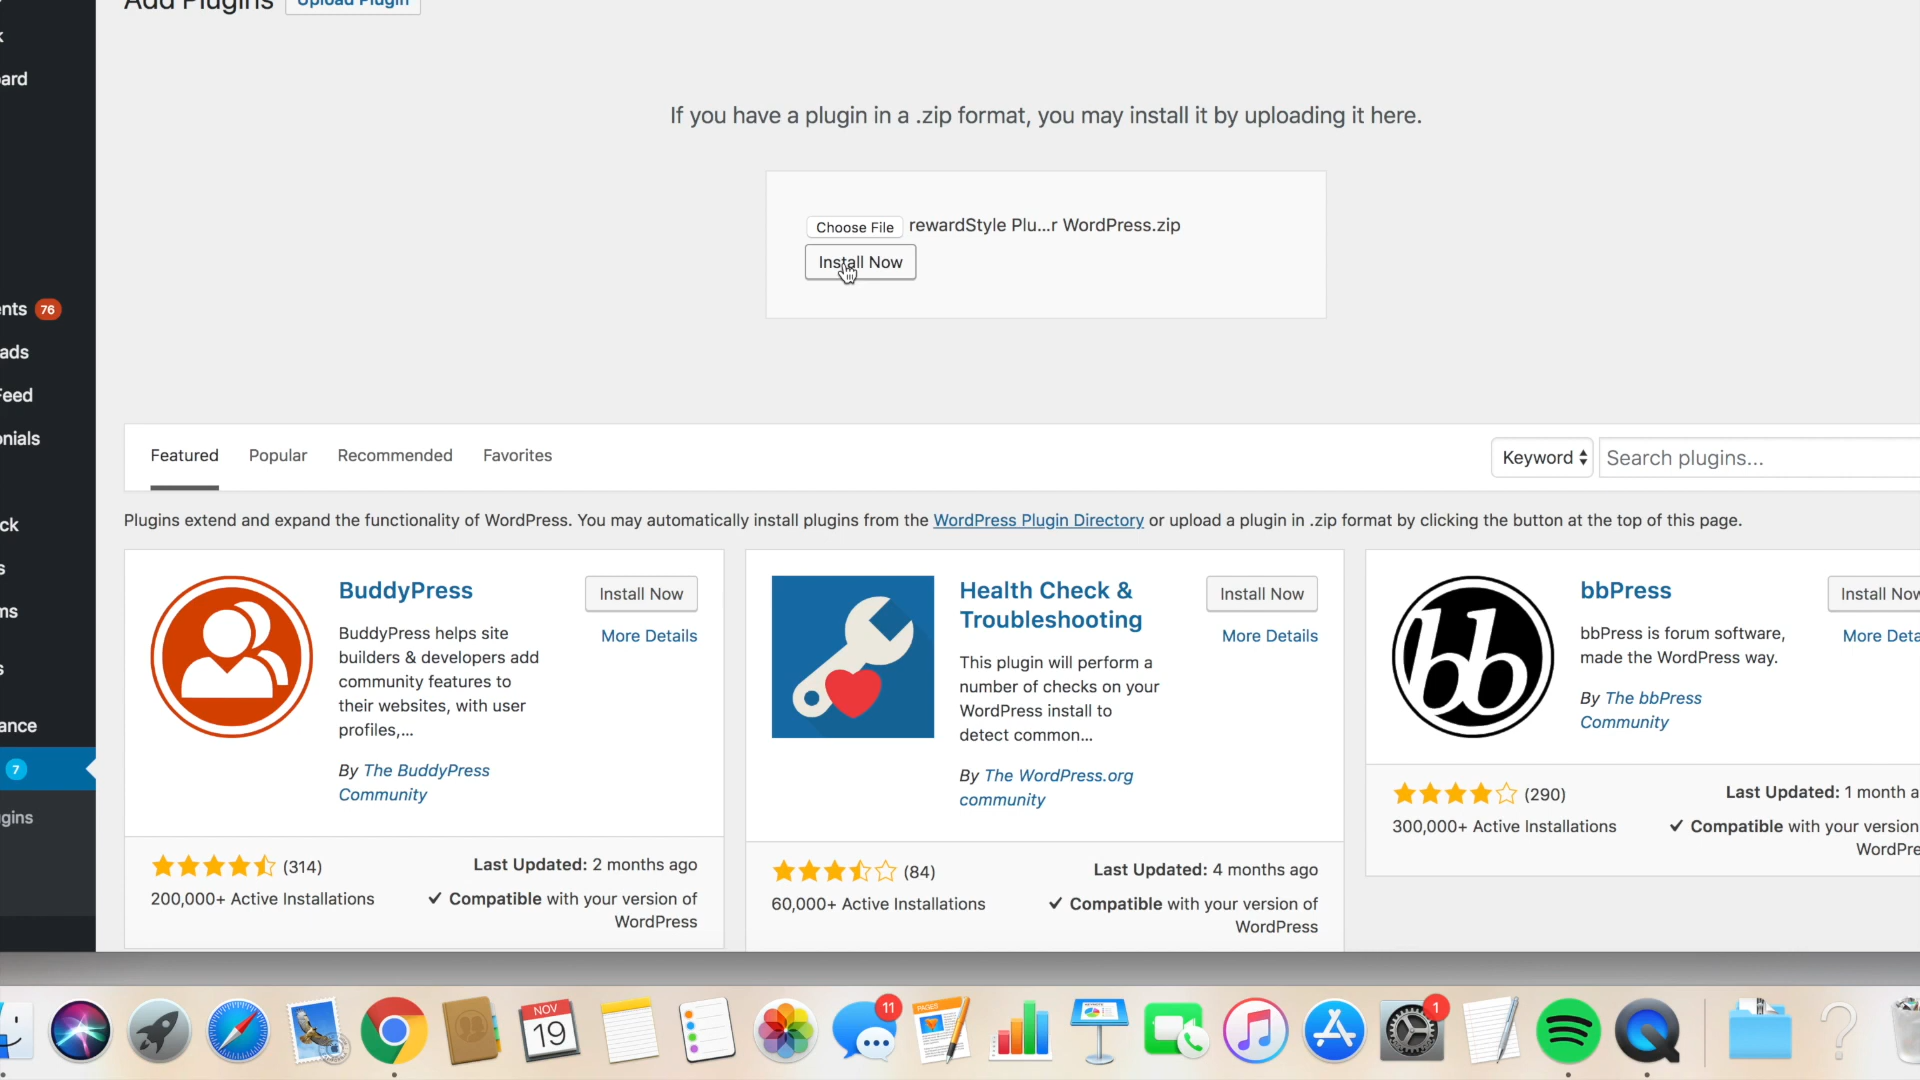 Add Plugins Upload Plugin
ard
If you have a plugin in a .zip format, you may install it by uploading it here.
Choose File rewardStyle Plu...r WordPress.zip
Install Now
nts 76
ads
Feed
onials
Featured Popular Recommended Favorites Keyword Search plugins...
ck
Plugins extend and expand the functionality of WordPress. You may automatically install plugins from the WordPress Plugin Directory or upload a plugin in .zip format by clicking the button at the top of this page.
s
ms
s
ance
7
gins
BuddyPress
Install Now
More Details
BuddyPress helps site
builders & developers add
community features to
their websites, with user
profiles,...
By The BuddyPress
Community
(314)
Last Updated: 2 months ago
200,000+ Active Installations
Compatible with your version of
WordPress
Health Check &
Troubleshooting
Install Now
More Details
This plugin will perform a
number of checks on your
WordPress install to
detect common...
By The WordPress.org
community
(84)
Last Updated: 4 months ago
60,000+ Active Installations
Compatible with your version of
WordPress
bb
bbPress
Install Now
More Deta
bbPress is forum software,
made the WordPress way.
By The bbPress
Community
(290)
Last Updated: 1 month a
300,000+ Active Installations
Compatible with your version
WordPre
NOV
19
11
PAGES
1